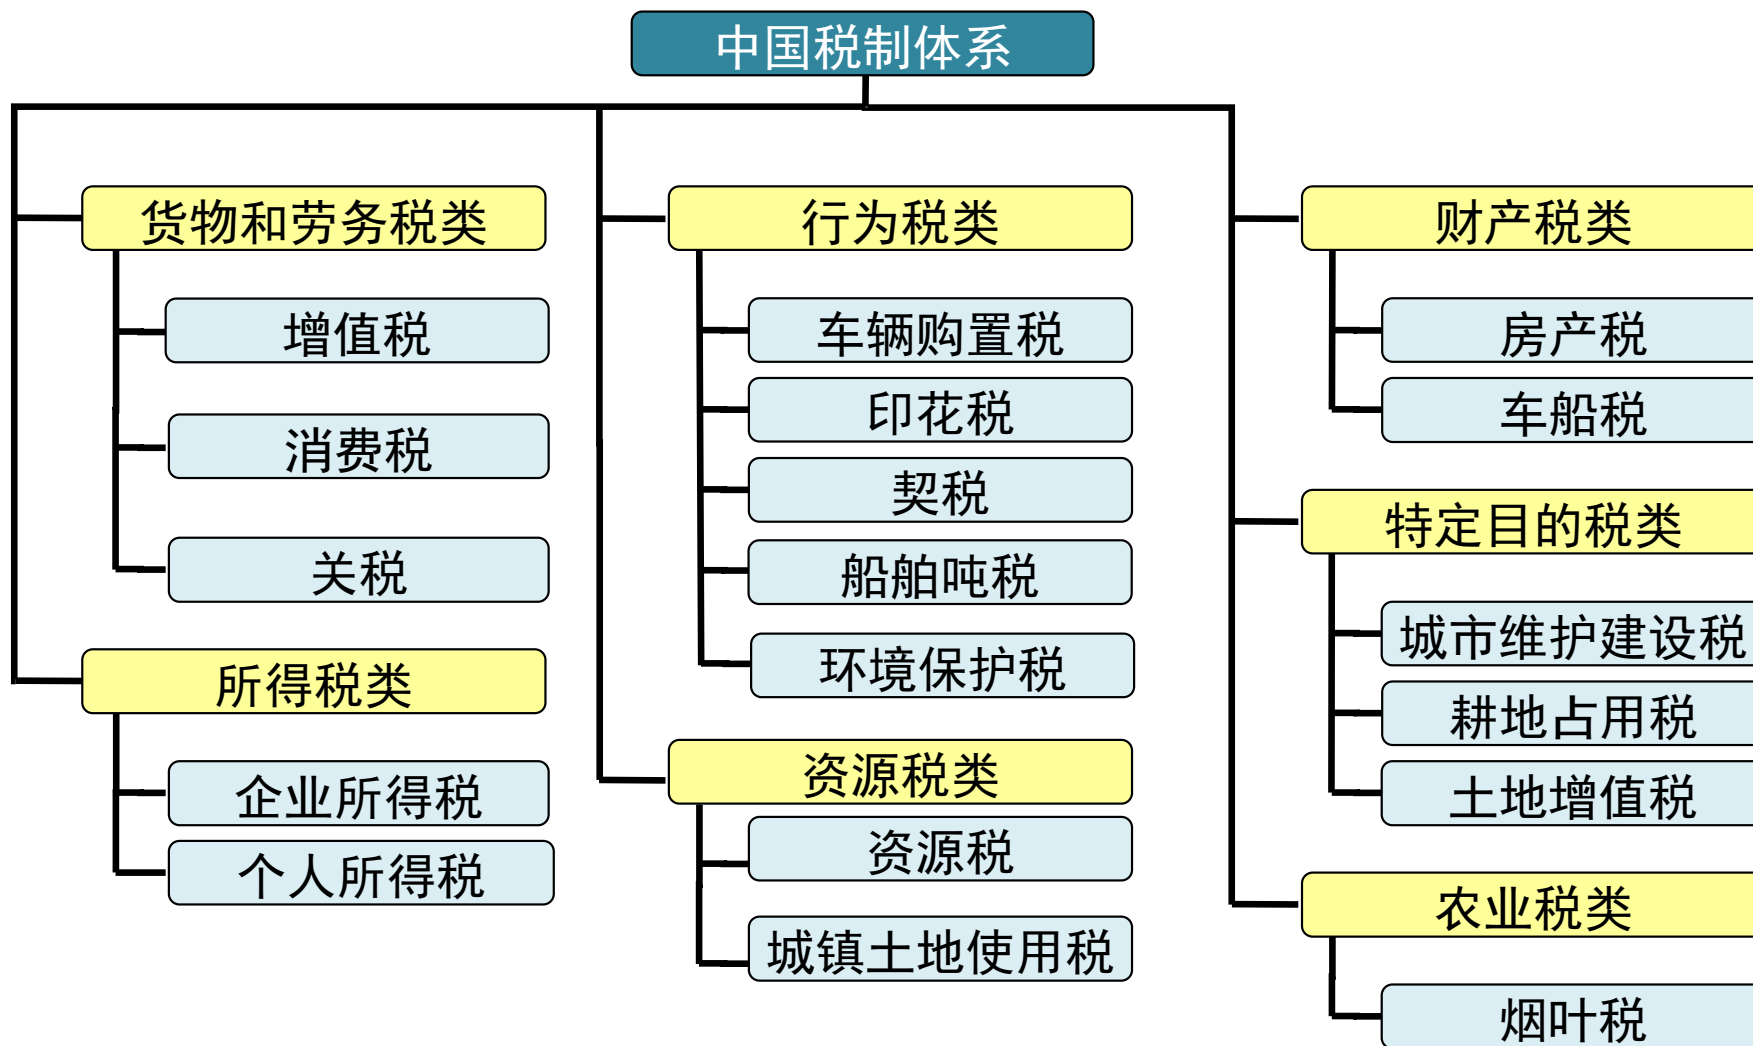 中国税制体系
货物和劳务税类
增值税
消费税
关税
所得税类
企业所得税
个人所得税
行为税类
车辆购置税
印花税
契税
船舶吨税
环境保护税
资源税类
资源税
城镇土地使用税
财产税类
房产税
车船税
特定目的税类
城市维护建设税
耕地占用税
土地增值税
农业税类
烟叶税